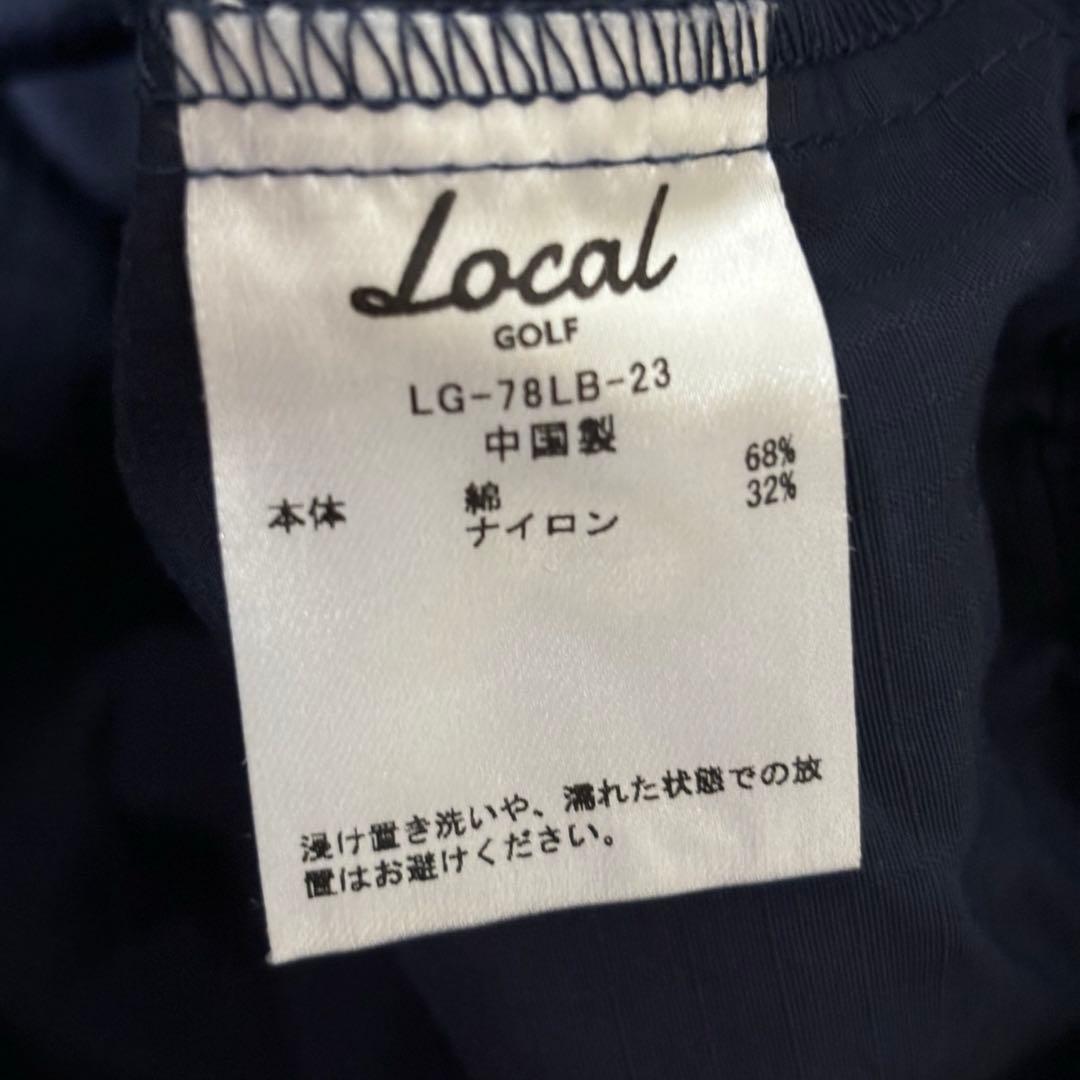 Local
GOLF
LG-78LB-23
中国製
本体 綿 68%
ナイロン 32%
浸け置き洗いや、濡れた状態での放
置はお避けください。